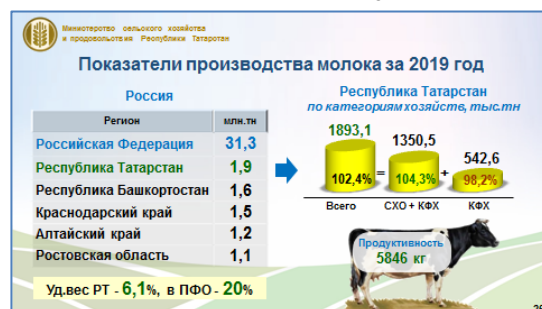 Министерство сельского хозяйства
и продовольствия Республики Татарстан
Показатели производства молока за 2019 год
Россия
Регион млн.тн
Российская Федерация 31,3
Республика Татарстан 1,9
Республика Башкортостан 1,6
Краснодарский край 1,5
Алтайский край 1,2
Ростовская область 1,1
Уд.вес РТ - 6,1%, в ПФО - 20%
Республика Татарстан
по категориям хозяйств, тыс.тн
1893,1 1350,5 542,6
102,4% = 104,3% + 98,2%
Всего СХО + КФХ КФХ
Продуктивность
5846 кг